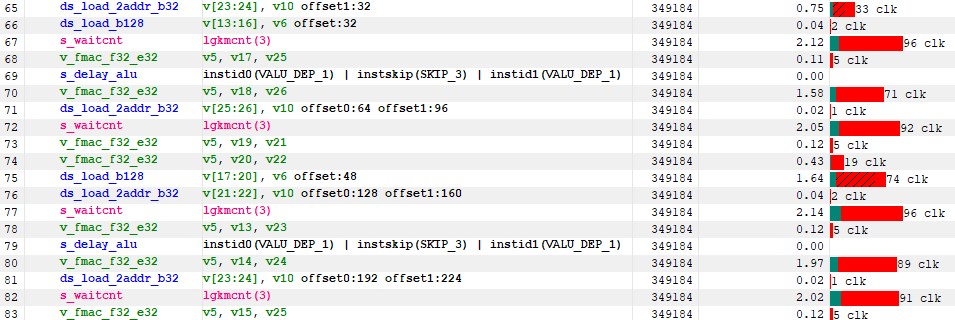 65 ds_load_2addr_b32 v[23:24], v10 offset1:32 349184 0.75 33 clk
66 ds_load_b128 v[13:16], v6 offset:32 349184 0.04 2 clk
67 s_waitcnt lgkmcnt(3) 349184 2.12 96 clk
68 v_fmac_f32_e32 v5, v17, v25 349184 0.11 5 clk
69 s_delay_alu instid0(VALU_DEP_1) | instskip(SKIP_3) | instid1(VALU_DEP_1) 349184 0.00
70 v_fmac_f32_e32 v5, v18, v26 349184 1.58 71 clk
71 ds_load_2addr_b32 v[25:26], v10 offset0:64 offset1:96 349184 0.02 1 clk
72 s_waitcnt lgkmcnt(3) 349184 2.05 92 clk
73 v_fmac_f32_e32 v5, v19, v21 349184 0.12 5 clk
74 v_fmac_f32_e32 v5, v20, v22 349184 0.43 19 clk
75 ds_load_b128 v[17:20], v6 offset:48 349184 1.64 74 clk
76 ds_load_2addr_b32 v[21:22], v10 offset0:128 offset1:160 349184 0.04 2 clk
77 s_waitcnt lgkmcnt(3) 349184 2.14 96 clk
78 v_fmac_f32_e32 v5, v13, v23 349184 0.12 5 clk
79 s_delay_alu instid0(VALU_DEP_1) | instskip(SKIP_3) | instid1(VALU_DEP_1) 349184 0.00
80 v_fmac_f32_e32 v5, v14, v24 349184 1.97 89 clk
81 ds_load_2addr_b32 v[23:24], v10 offset0:192 offset1:224 349184 0.02 1 clk
82 s_waitcnt lgkmcnt(3) 349184 2.02 91 clk
83 v_fmac_f32_e32 v5, v15, v25 349184 0.12 5 clk